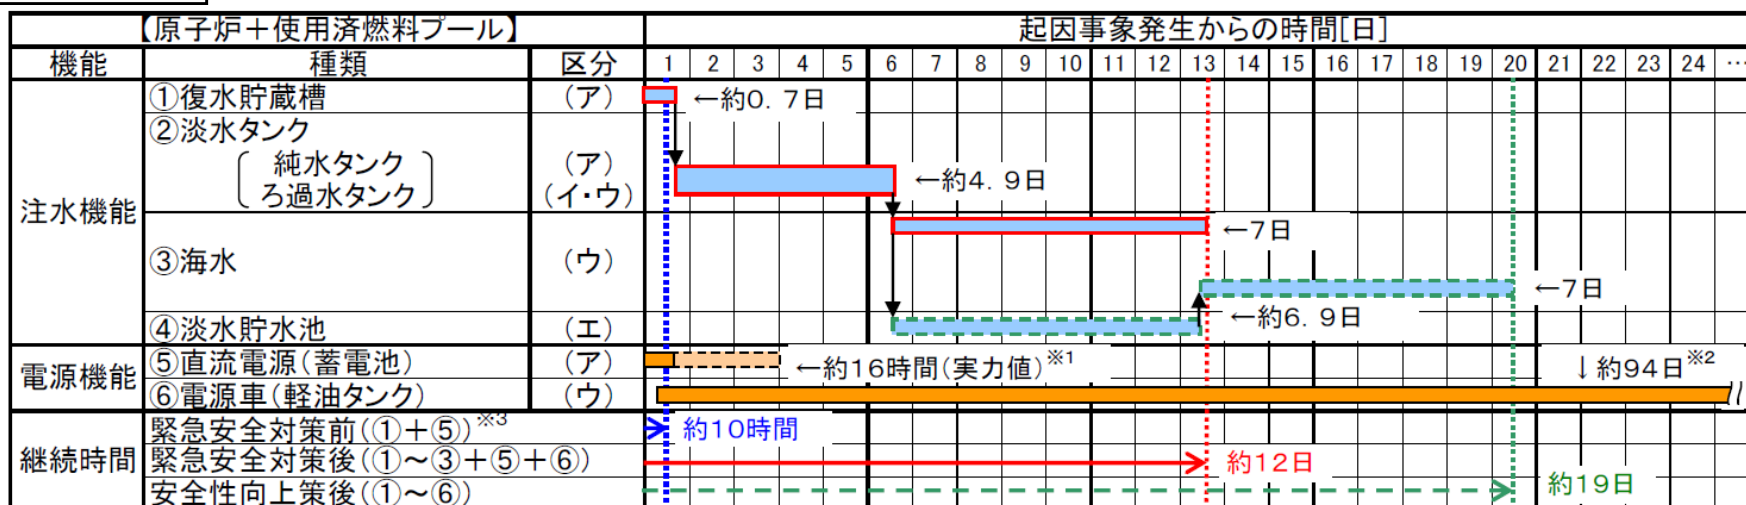 【原子炉＋使用済燃料プール】 起因事象発生からの時間[日]
機能 種類 区分 1 2 3 4 5 6 7 8 9 10 11 12 13 14 15 16 17 18 19 20 21 22 23 24 …
注水機能
①復水貯蔵槽 （ア） ←約0．7日
②淡水タンク
純水タンク （ア）
ろ過水タンク （イ・ウ）
←約4．9日
←7日
③海水 （ウ）
←7日
④淡水貯水池 （エ） ←約6．9日
電源機能
⑤直流電源（蓄電池） （ア） ←約16時間（実力値）※1 ↓約94日※2
⑥電源車（軽油タンク） （ウ）
継続時間
緊急安全対策前（①＋⑤）※3 約10時間
緊急安全対策後（①～③＋⑤＋⑥） 約12日
安全性向上策後（①～⑥） 約19日